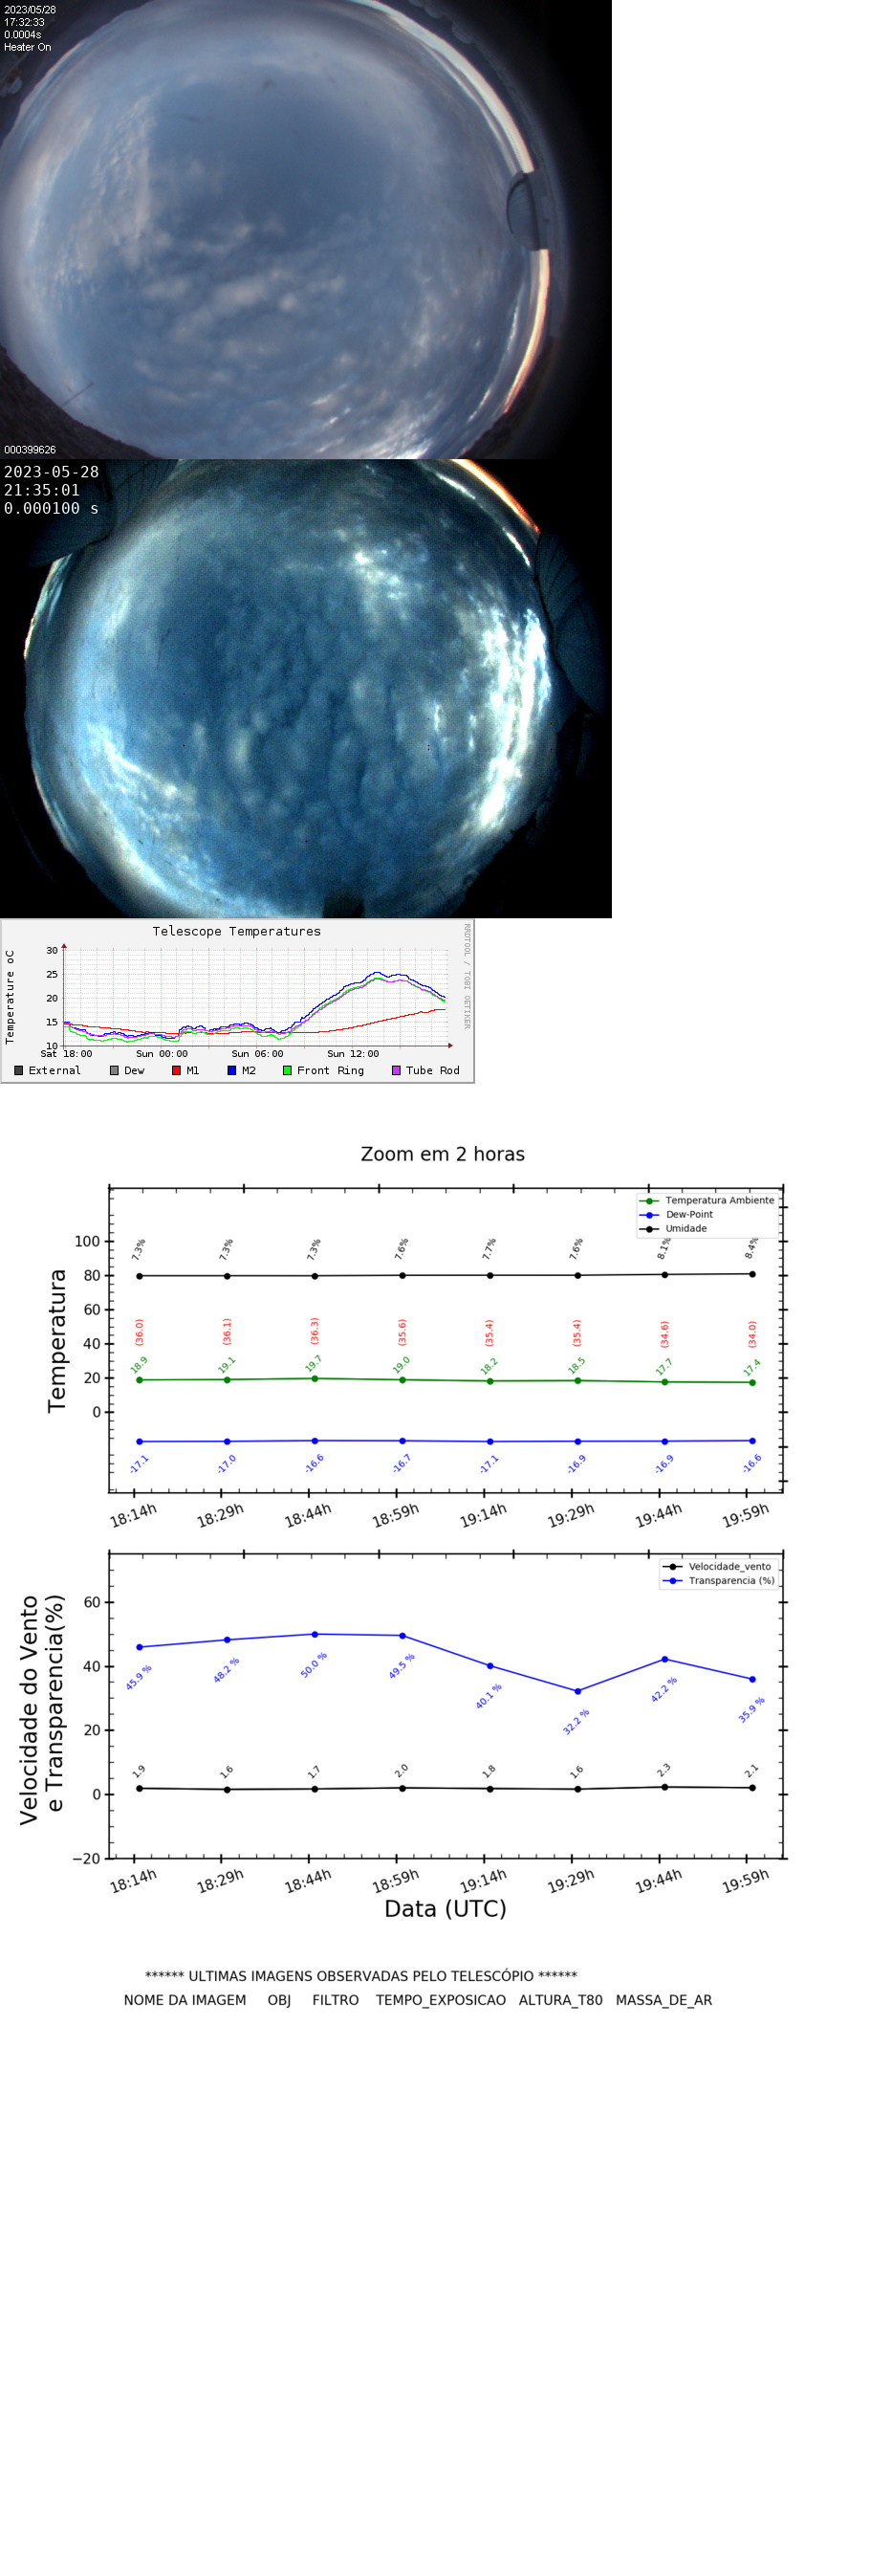 2023/05/28
17:32:33
0.0004s
Heater On
000399626
2023-05-28
21:35:01
0.000100 s
Telescope Temperatures
RRDTOOL / TOBI OETIKER
Temperature oC
30
25
20
15
10
Sat 18:00 Sun 00:00 Sun 06:00 Sun 12:00
External Dew M1 M2 Front Ring Tube Rod
Zoom em 2 horas
Temperatura Ambiente
Dew-Point
Umidade
Temperatura
100
80
60
40
20
0
7.3% 7.3% 7.3% 7.6% 7.7% 7.6% 8.1% 8.4%
(36.0) (36.1) (36.3) (35.6) (35.4) (35.4) (34.6) (34.0)
18.9 19.1 19.7 19.0 18.2 18.5 17.7 17.4
-17.1 -17.0 -16.6 -16.7 -17.1 -16.9 -16.9 -16.6
18:14h 18:29h 18:44h 18:59h 19:14h 19:29h 19:44h 19:59h
Velocidade_vento
Transparencia (%)
Velocidade do Vento
e Transparencia(%)
60
40
20
0
−20
45.9 % 48.2 % 50.0 % 49.5 % 40.1 % 32.2 % 42.2 % 35.9 %
1.9 1.6 1.7 2.0 1.8 1.6 2.3 2.1
18:14h 18:29h 18:44h 18:59h 19:14h 19:29h 19:44h 19:59h
Data (UTC)
****** ULTIMAS IMAGENS OBSERVADAS PELO TELESCÓPIO ******
NOME DA IMAGEM OBJ FILTRO TEMPO_EXPOSICAO ALTURA_T80 MASSA_DE_AR